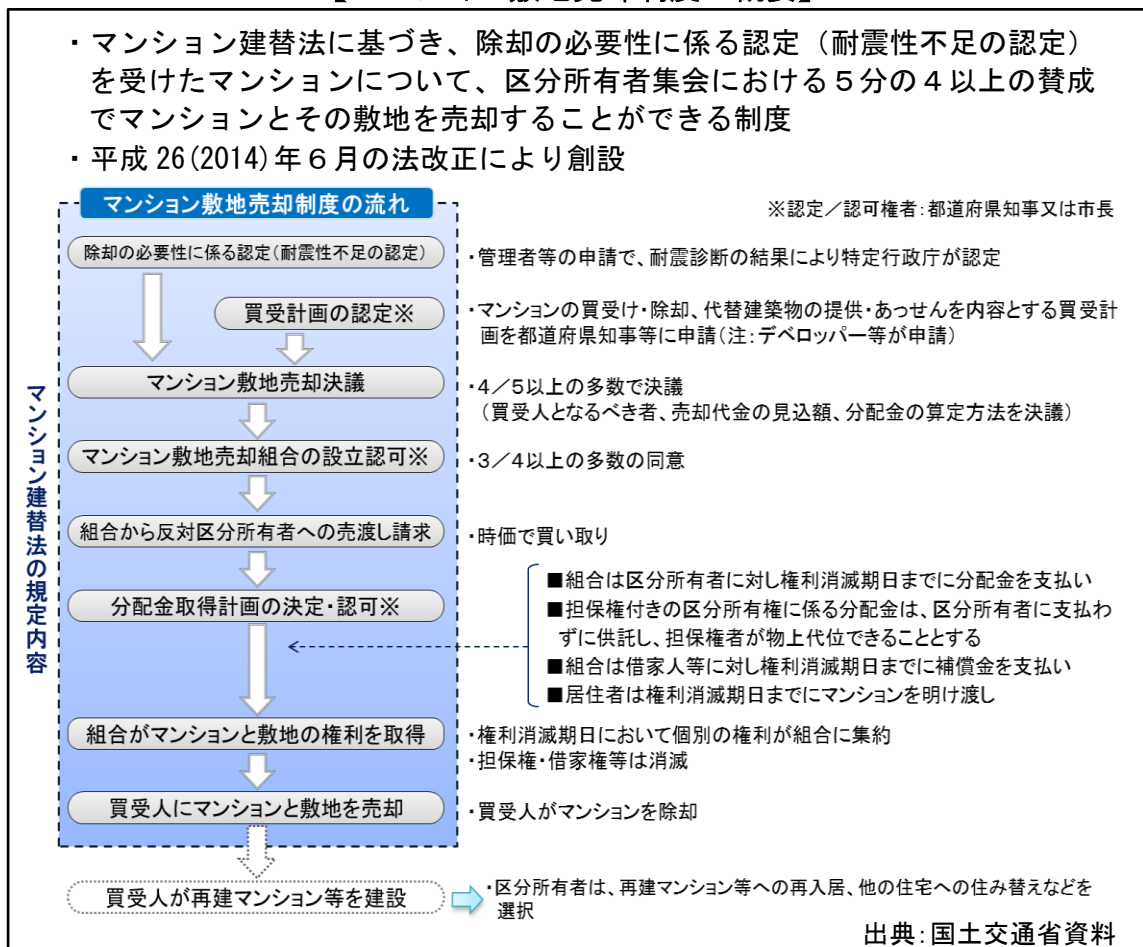 ・マンション建替法に基づき、除却の必要性に係る認定（耐震性不足の認定）
を受けたマンションについて、区分所有者集会における５分の４以上の賛成
でマンションとその敷地を売却することができる制度
・平成 26(2014)年６月の法改正により創設
マンション敷地売却制度の流れ
※認定／認可権者：都道府県知事又は市長
除却の必要性に係る認定（耐震性不足の認定）
・管理者等の申請で、耐震診断の結果により特定行政庁が認定
買受計画の認定※
・マンションの買受け・除却、代替建築物の提供・あっせんを内容とする買受計
画を都道府県知事等に申請（注：デベロッパー等が申請）
マンション敷地売却決議
・４／５以上の多数で決議
（買受人となるべき者、売却代金の見込額、分配金の算定方法を決議）
マンション敷地売却組合の設立認可※
・３／４以上の多数の同意
組合から反対区分所有者への売渡し請求
・時価で買い取り
分配金取得計画の決定・認可※
■組合は区分所有者に対し権利消滅期日までに分配金を支払い
■担保権付きの区分所有権に係る分配金は、区分所有者に支払わ
ずに供託し、担保権者が物上代位できることとする
■組合は借家人等に対し権利消滅期日までに補償金を支払い
■居住者は権利消滅期日までにマンションを明け渡し
組合がマンションと敷地の権利を取得
・権利消滅期日において個別の権利が組合に集約
・担保権・借家権等は消滅
買受人にマンションと敷地を売却
・買受人がマンションを除却
買受人が再建マンション等を建設
・区分所有者は、再建マンション等への再入居、他の住宅への住み替えなどを
選択
マンション建替法の規定内容
出典：国土交通省資料